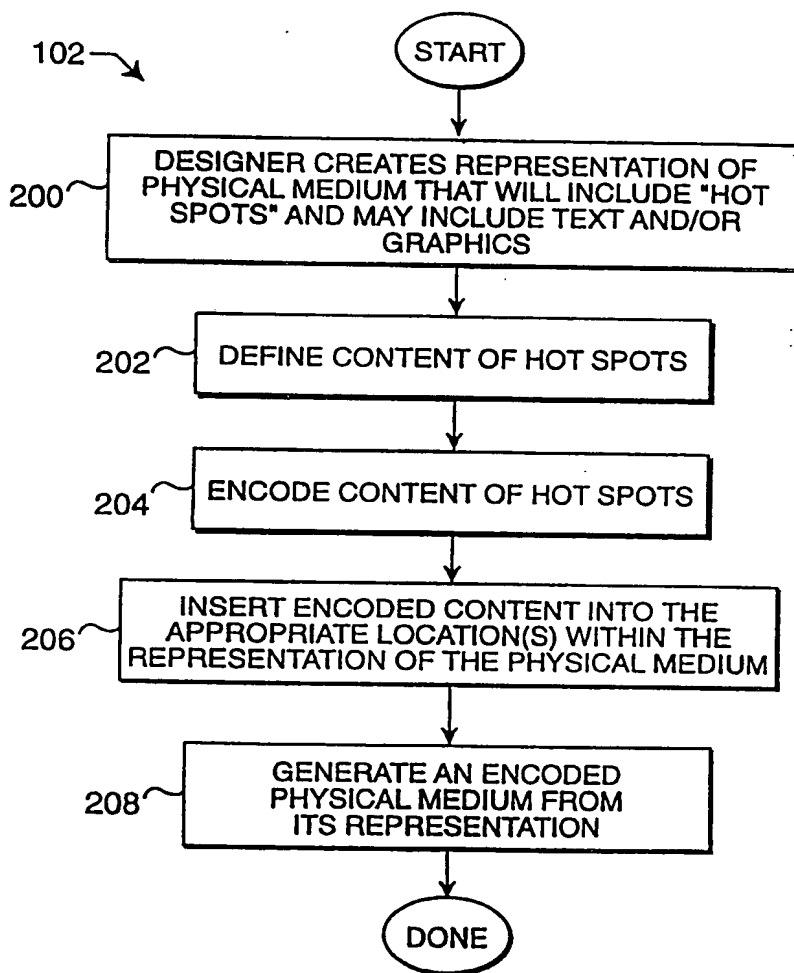 102
START
200
DESIGNER CREATES REPRESENTATION OF
PHYSICAL MEDIUM THAT WILL INCLUDE "HOT
SPOTS" AND MAY INCLUDE TEXT AND/OR
GRAPHICS
202
DEFINE CONTENT OF HOT SPOTS
204
ENCODE CONTENT OF HOT SPOTS
206
INSERT ENCODED CONTENT INTO THE
APPROPRIATE LOCATION(S) WITHIN THE
REPRESENTATION OF THE PHYSICAL MEDIUM
208
GENERATE AN ENCODED
PHYSICAL MEDIUM FROM
ITS REPRESENTATION
DONE